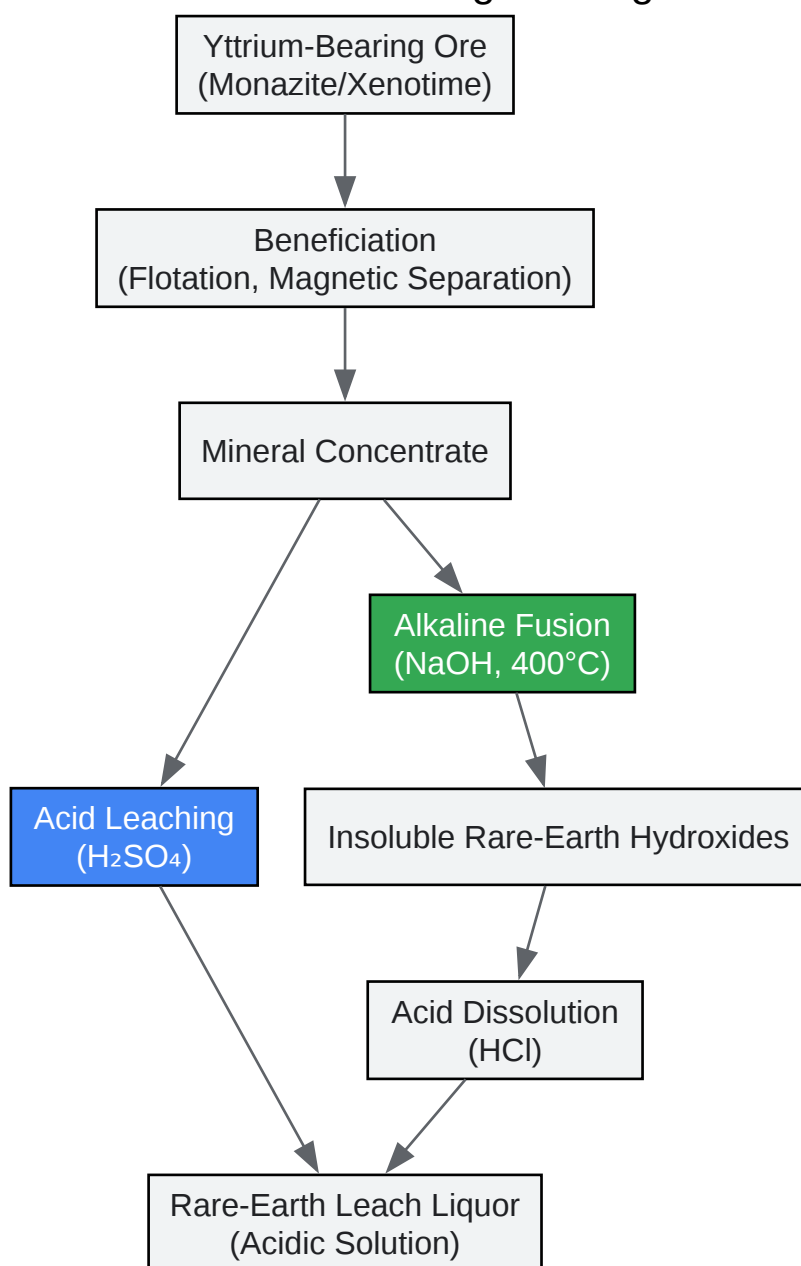 Yttrium-Bearing Ore
(Monazite/Xenotime)
Beneficiation
(Flotation, Magnetic Separation)
Mineral Concentrate
Alkaline Fusion
(NaOH, 400°C)
Acid Leaching
(H₂SO₄)
Insoluble Rare-Earth Hydroxides
Acid Dissolution
(HCl)
Rare-Earth Leach Liquor
(Acidic Solution)